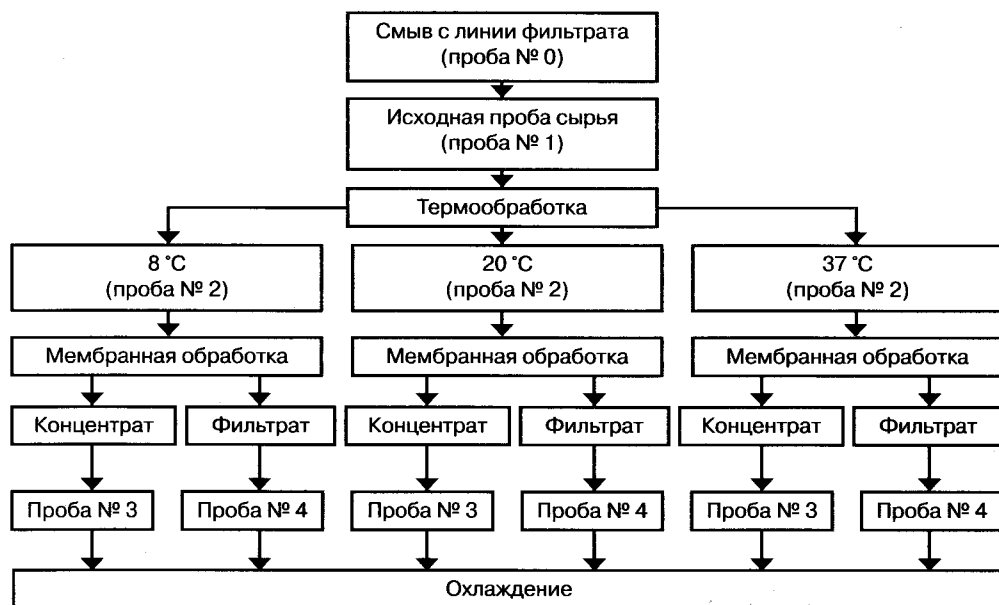 Смыв с линии фильтрата
(проба № 0)
Исходная проба сырья
(проба № 1)
Термообработка
8 °C
(проба № 2)
20 °C
(проба № 2)
37 °C
(проба № 2)
Мембранная обработка
Мембранная обработка
Мембранная обработка
Концентрат
Фильтрат
Концентрат
Фильтрат
Концентрат
Фильтрат
Проба № 3
Проба № 4
Проба № 3
Проба № 4
Проба № 3
Проба № 4
Охлаждение